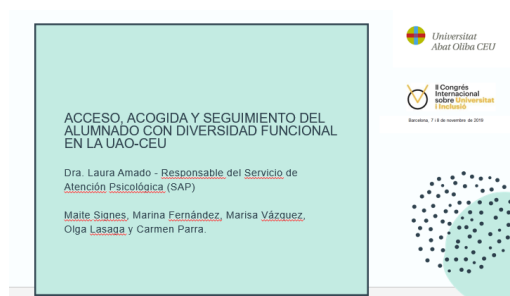 ACCESO, ACOGIDA Y SEGUIMIENTO DEL
ALUMNADO CON DIVERSIDAD FUNCIONAL
EN LA UAO-CEU
Dra. Laura Amado - Responsable del Servicio de
Atención Psicológica (SAP)
Maite Signes, Marina Fernández, Marisa Vázquez,
Olga Lasaga y Carmen Parra.
Universitat
Abat Oliba CEU
II Congrés
Internacional
sobre Universitat
i Inclusió
Barcelona, 7 i 8 de novembre de 2019